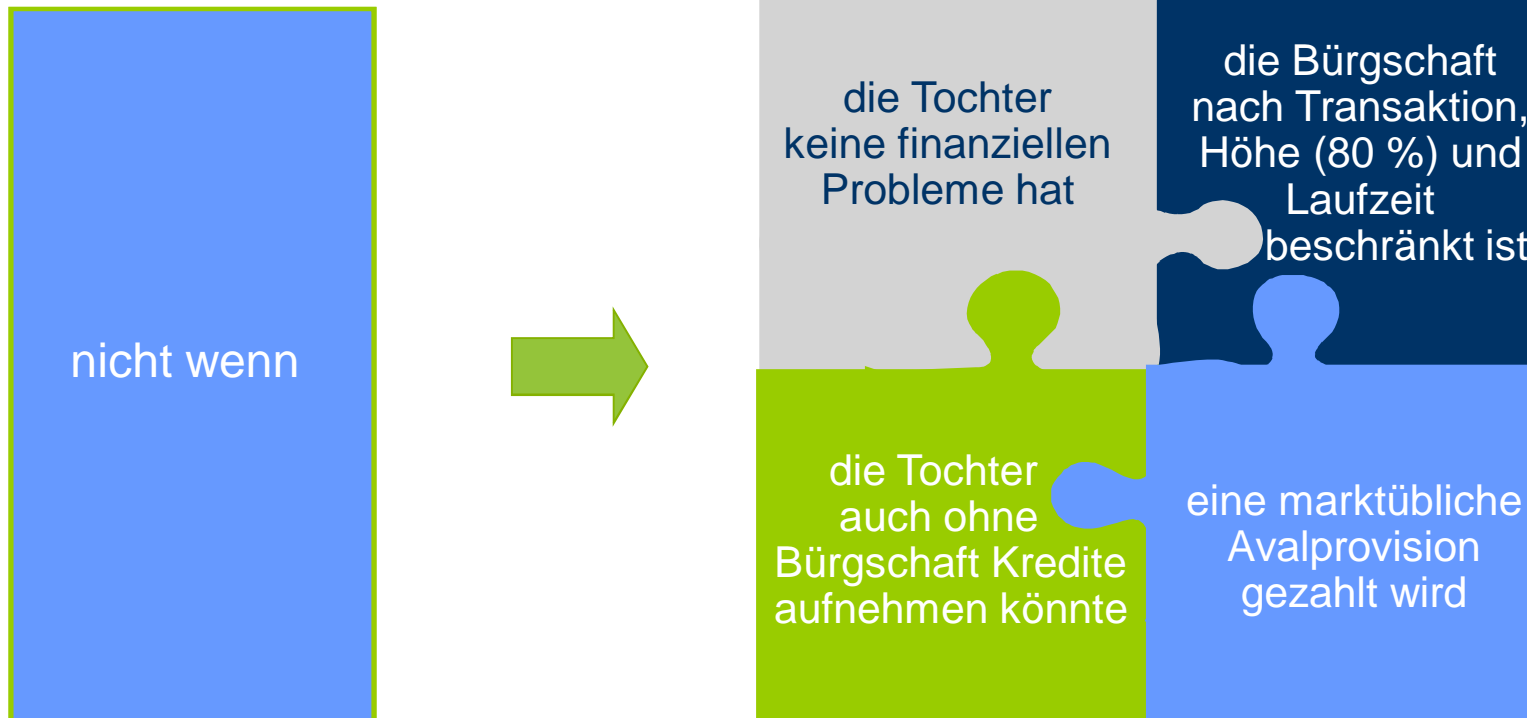 nicht wenn
die Tochter
keine finanziellen
Probleme hat
die Bürgschaft
nach Transaktion,
Höhe (80 %) und
Laufzeit
beschränkt ist
die Tochter
auch ohne
Bürgschaft Kredite
aufnehmen könnte
eine marktübliche
Avalprovision
gezahlt wird